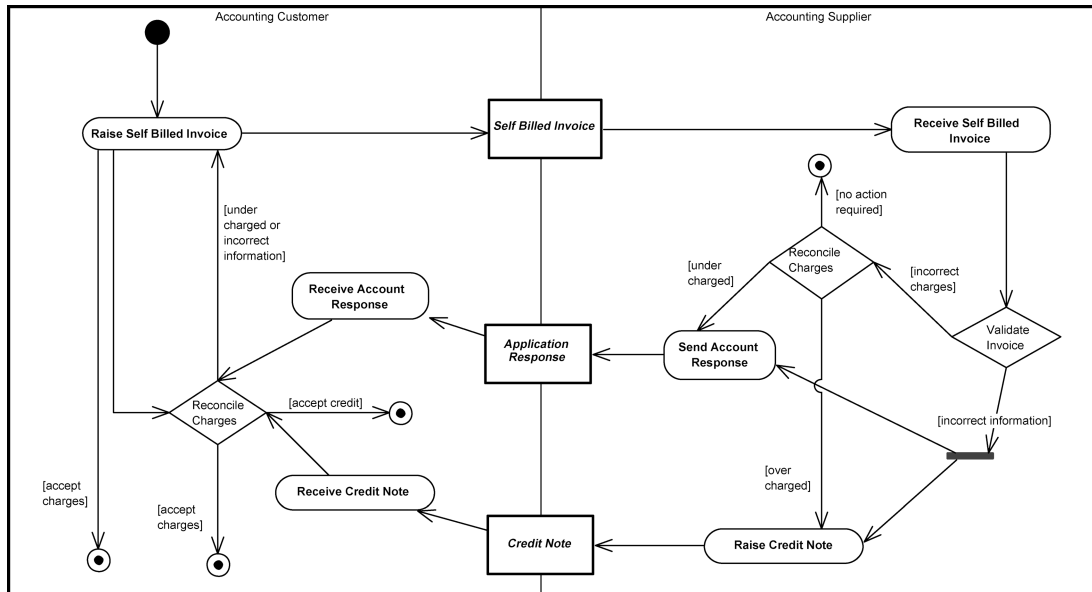 Accounting Customer
Accounting Supplier
Raise Self Billed Invoice
Self Billed Invoice
Receive Self Billed
Invoice
[no action
required]
[under
charged or
incorrect
information]
Reconcile
Charges
[under
charged]
[incorrect
charges]
Receive Account
Response
Application
Response
Send Account
Response
Validate
Invoice
Reconcile
Charges
[accept credit]
[incorrect information]
[over
charged]
[accept
charges]
[accept
charges]
Receive Credit Note
Credit Note
Raise Credit Note